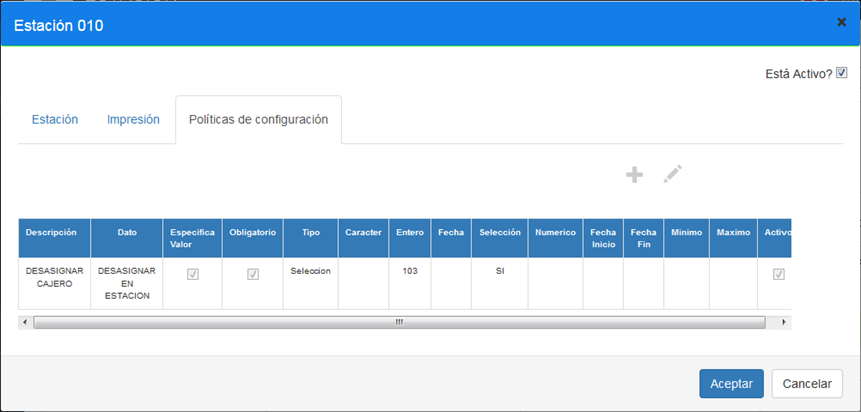 Estación 010
Está Activo?
Estación Impresión Políticas de configuración
Descripción Dato Especifica Valor Obligatorio Tipo Caracter Entero Fecha Selección Numerico Fecha Inicio Fecha Fin Minimo Maximo Activo
DESASIGNAR CAJERO DESASIGNAR EN ESTACION Seleccion 103 SI
Aceptar Cancelar